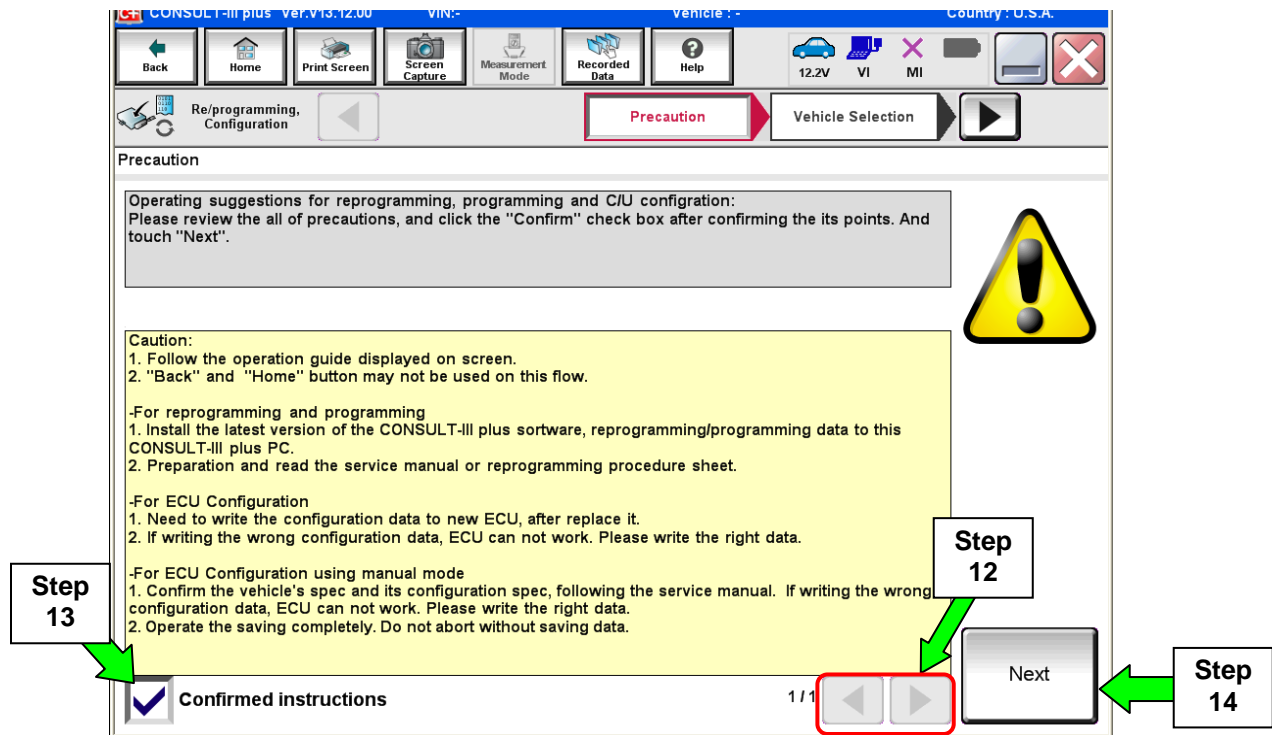 CONSULT-III plus Ver.V13.12.00 VIN:- Vehicle : - Country : U.S.A.
Back
Home
Print Screen
Screen
Capture
Measurement
Mode
Recorded
Data
Help
12.2V VI MI
Re/programming,
Configuration
Precaution
Vehicle Selection
Precaution
Operating suggestions for reprogramming, programming and C/U configration:
Please review the all of precautions, and click the "Confirm" check box after confirming the its points. And
touch "Next".
Caution:
1. Follow the operation guide displayed on screen.
2. "Back" and "Home" button may not be used on this flow.
-For reprogramming and programming
1. Install the latest version of the CONSULT-III plus sortware, reprogramming/programming data to this
CONSULT-III plus PC.
2. Preparation and read the service manual or reprogramming procedure sheet.
-For ECU Configuration
1. Need to write the configuration data to new ECU, after replace it.
2. If writing the wrong configuration data, ECU can not work. Please write the right data.
-For ECU Configuration using manual mode
1. Confirm the vehicle's spec and its configuration spec, following the service manual. If writing the wrong
configuration data, ECU can not work. Please write the right data.
2. Operate the saving completely. Do not abort without saving data.
Step
12
Step
13
Confirmed instructions
1/1
Next
Step
14